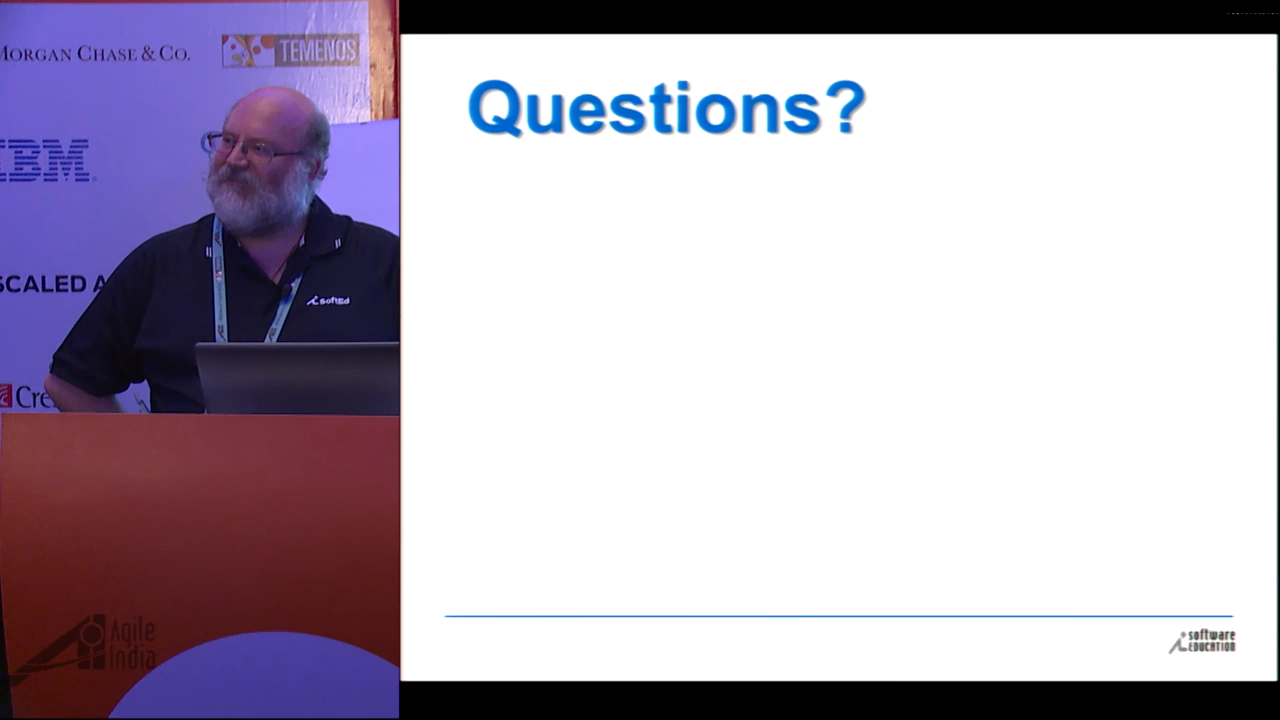 MORGAN CHASE & CO.
TEMENOS
IBM
SCALED A
Cre
softed
Agile
India
Questions?
software
EDUCATION